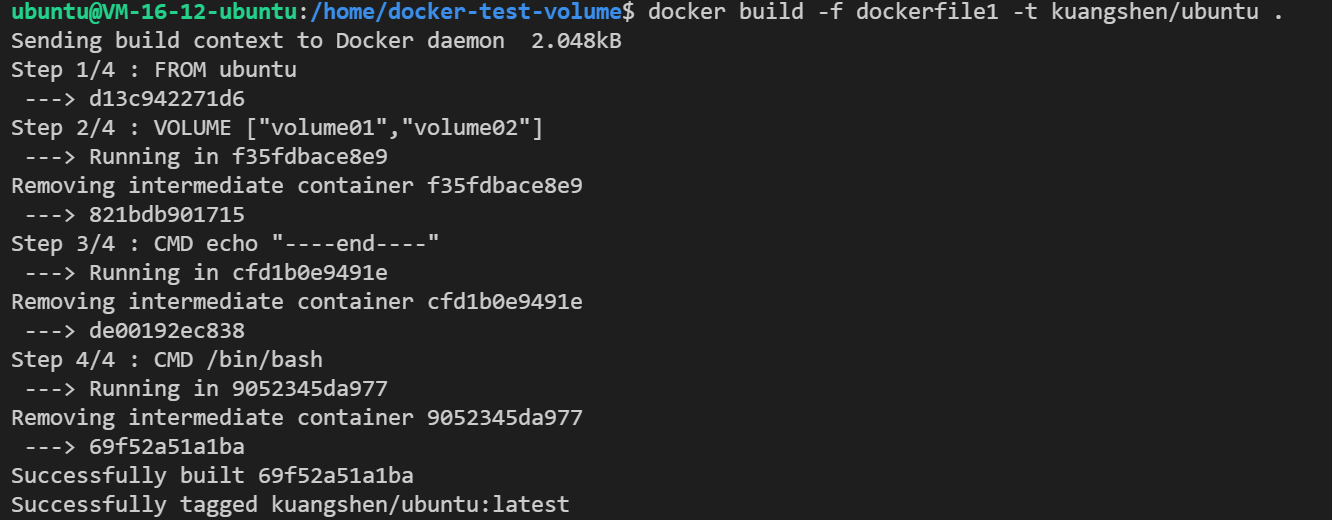 ubuntu@VM-16-12-ubuntu:/home/docker-test-volume$ docker build -f dockerfile1 -t kuangshen/ubuntu .
Sending build context to Docker daemon  2.048kB
Step 1/4 : FROM ubuntu
 ---> d13c942271d6
Step 2/4 : VOLUME ["volume01","volume02"]
 ---> Running in f35fdbace8e9
Removing intermediate container f35fdbace8e9
 ---> 821bdb901715
Step 3/4 : CMD echo "----end----"
 ---> Running in cfd1b0e9491e
Removing intermediate container cfd1b0e9491e
 ---> de00192ec838
Step 4/4 : CMD /bin/bash
 ---> Running in 9052345da977
Removing intermediate container 9052345da977
 ---> 69f52a51a1ba
Successfully built 69f52a51a1ba
Successfully tagged kuangshen/ubuntu:latest